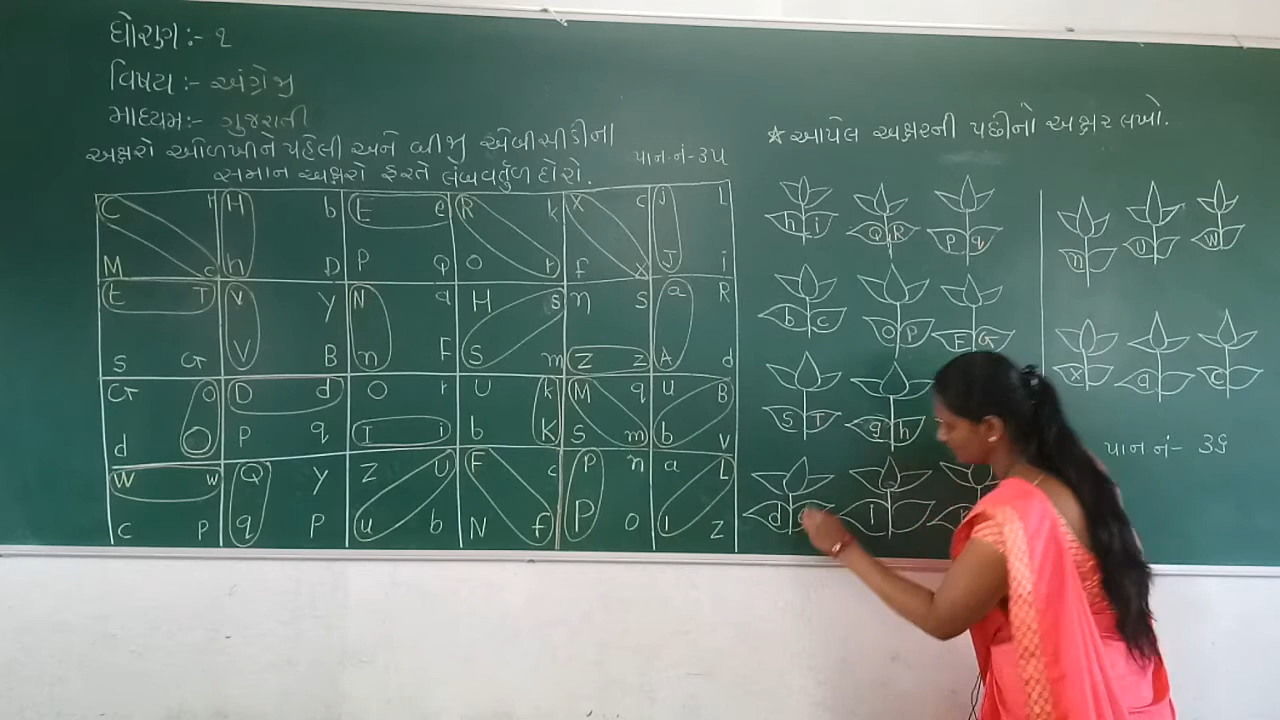 ધોરણ:- ૧
વિષય:- અંગ્રેજી
માધ્યમ:- ગુજરાતી
અક્ષરો ઓળખીને પહેલી અને બીજી એબીસીડીના
સમાન અક્ષરો ફરતે લંબવર્તુળ દોરો.
પાન-નં-૩૫
C r H b E e R k X c j L
M c h D P Q O r f x J i
t T v y N a H s n s a R
S G V B n F S m Z z A d
G o D d O r U k M q u B
d O P q I i b K S m b V
W w Q y Z U F c P n a L
C P q P u b N f P O l Z
★ આપેલ અક્ષરની પછીનો અક્ષર લખો.
h i Q R P q
b c O P F G
S T g h
d i
n u w
x a c
પાન નં- ૩૬